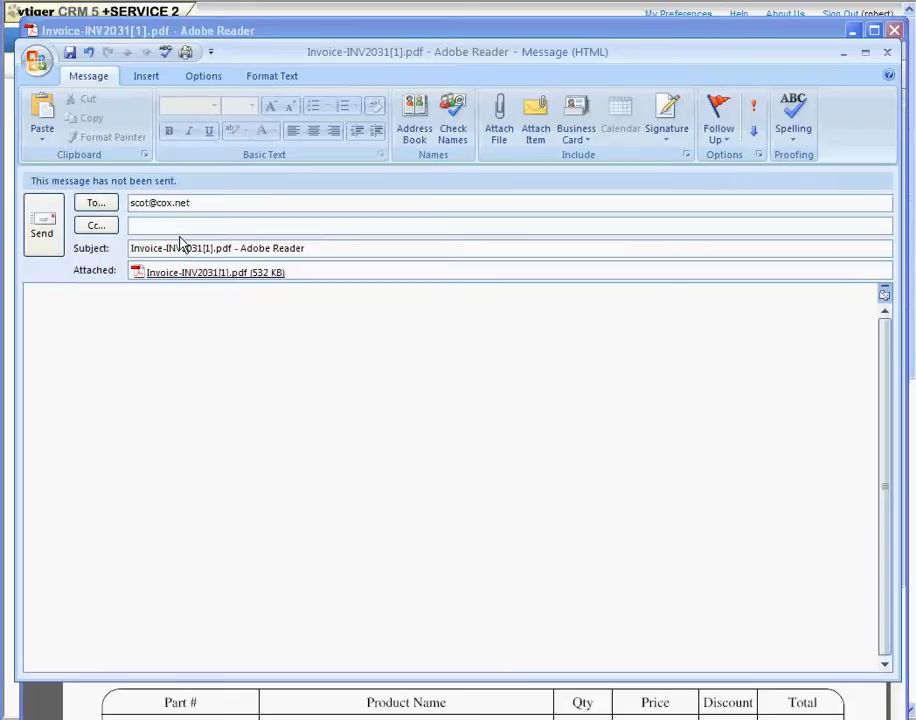 vtiger CRM 5 +SERVICE 2
My Preferences Help About Us Sign Out (robert)
Invoice-INV2031[1].pdf - Adobe Reader
Invoice-INV2031[1].pdf - Adobe Reader - Message (HTML)
Message Insert Options Format Text
Paste
Cut
Copy
Format Painter
Clipboard
B I U ab A
Basic Text
Address Book
Check Names
Names
Attach File
Attach Item
Business Card
Calendar
Signature
Include
Follow Up
Options
ABC
Spelling
Proofing
This message has not been sent.
Send
To... scot@cox.net
Cc...
Subject: Invoice-INV2031[1].pdf - Adobe Reader
Attached: Invoice-INV2031[1].pdf (532 KB)
Part # Product Name Qty Price Discount Total